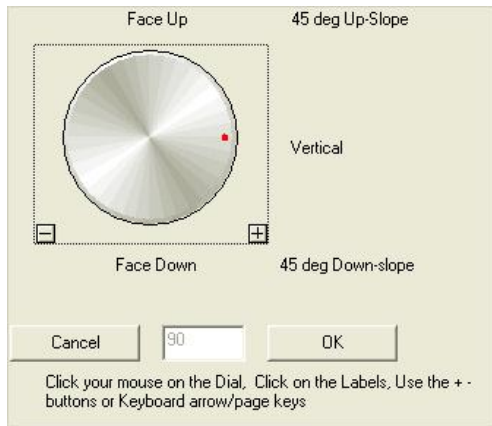 Face Up 45 deg Up-Slope
Vertical
- +
Face Down 45 deg Down-slope
Cancel 90 OK
Click your mouse on the Dial, Click on the Labels, Use the + -
buttons or Keyboard arrow/page keys